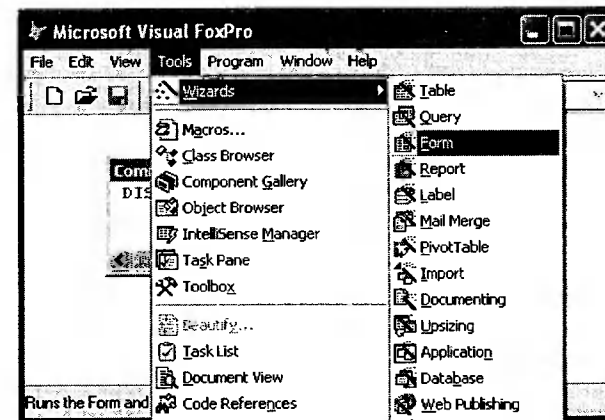 Microsoft Visual FoxPro
File Edit View Tools Program Window Help
Wizards
Macros...
Class Browser
Component Gallery
Object Browser
IntelliSense Manager
Task Pane
Toolbox
Beautify...
Task List
Document View
Code References
Table
Query
Form
Report
Label
Mail Merge
PivotTable
Import
Documenting
Upsizing
Application
Database
Web Publishing
Com
DIS
Runs the Form and